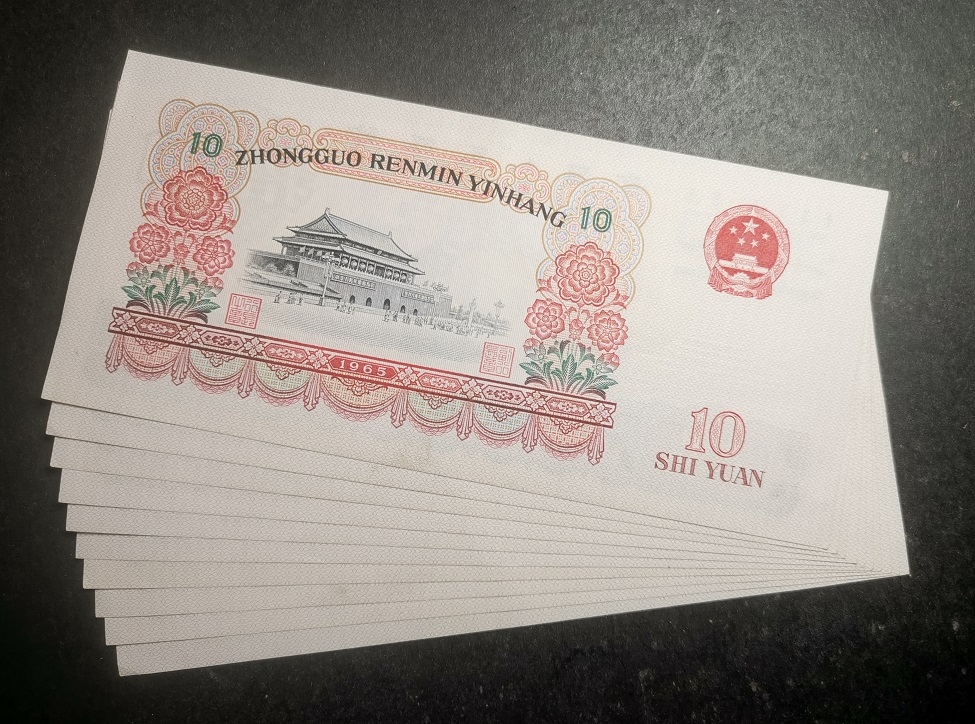 10 ZHONGGUO RENMIN YINHANG 10
1965
10
SHI YUAN